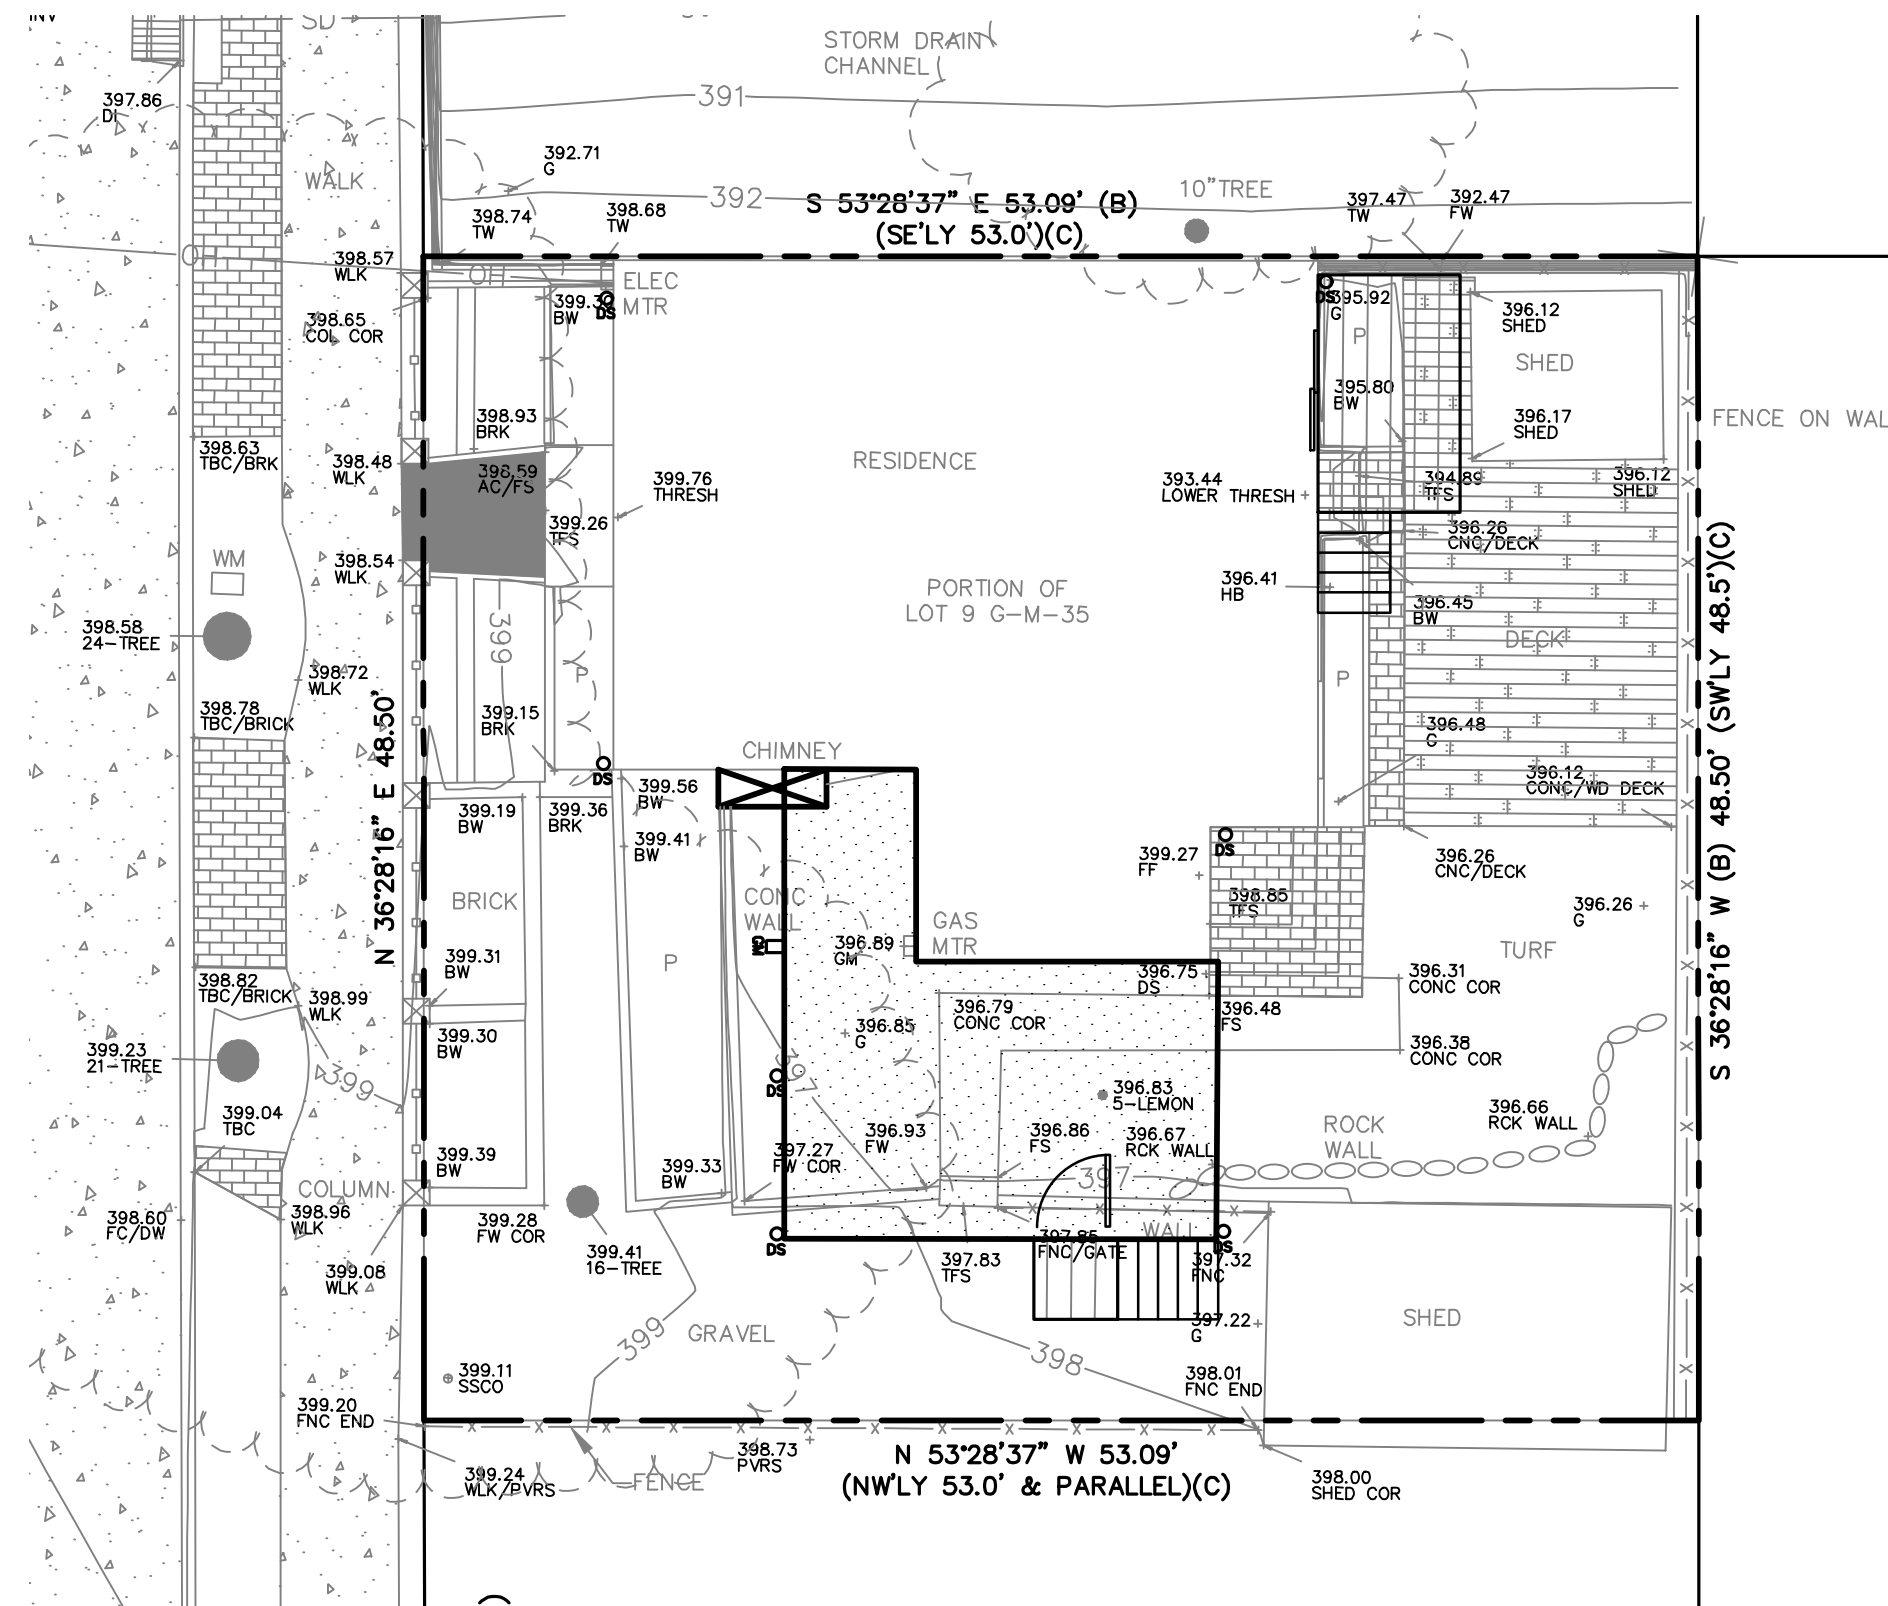 INV
SD
STORM DRAIN
CHANNEL
391
397.86
DI
WALK
392.71
G
392
S 53°28'37" E 53.09' (B)
(SE'LY 53.0')(C)
10"TREE
397.47
TW
392.47
FW
398.74
TW
398.68
TW
OH
398.57
WLK
OH
ELEC
MTR
BW
DS
DS
395.92
G
396.12
SHED
398.65
COL COR
P
SHED
395.80
BW
398.93
BRK
396.17
SHED
FENCE ON WAL
398.63
TBC/BRK
398.48
WLK
398.59
AC/FS
399.76
THRESH
RESIDENCE
393.44
LOWER THRESH
394.89
TFS
396.12
SHED
399.26
TFS
396.26
CNC/DECK
WM
398.54
WLK
396.41
HB
PORTION OF
LOT 9 G-M-35
396.45
BW
398.58
24-TREE
399
DECK
398.72
WLK
P
P
398.78
TBC/BRICK
399.15
BRK
396.48
G
N 36°28'16" E 48.50'
S 36°28'16" W (B) 48.50' (SW'LY 48.5')(C)
CHIMNEY
DS
399.56
BW
396.12
CONC/WD DECK
399.19
BW
399.36
BRK
399.41
BW
DS
399.27
FF
396.26
CNC/DECK
BRICK
CONC
WALL
398.85
TFS
396.26
G
GAS
MTR
GM
396.89
GM
TURF
399.31
BW
P
396.75
DS
396.31
CONC COR
398.82
TBC/BRICK
398.99
WLK
396.79
CONC COR
396.48
FS
399.30
BW
396.85
G
396.38
CONC COR
399.23
21-TREE
399
397
DS
396.83
5-LEMON
399.04
TBC
396.93
FW
396.86
FS
396.67
RCK WALL
ROCK
WALL
396.66
RCK WALL
399.39
BW
399.33
BW
397.27
FW COR
397
COLUMN
398.60
FC/DW
398.96
WLK
399.28
FW COR
WALL
DS
DS
397.85
FNC/GATE
399.41
16-TREE
397.83
TFS
397.32
FNC
399.08
WLK
399
GRAVEL
397.22
G
SHED
398
399.11
SSCO
398.01
FNC END
399.20
FNC END
398.73
PVRS
N 53°28'37" W 53.09'
(NW'LY 53.0' & PARALLEL)(C)
399.24
WLK/PVRS
FENCE
398.00
SHED COR